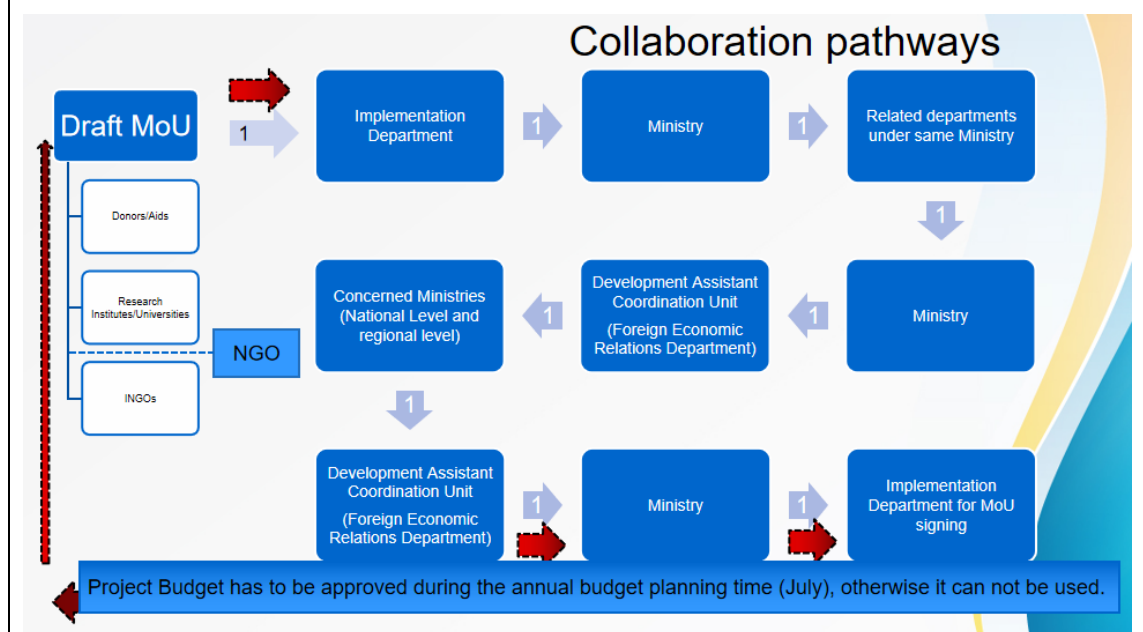 Collaboration pathways
Draft MoU
1
Implementation
Department
1
Ministry
1
Related departments
under same Ministry
Donors/Aids
Research
Institutes/Universities
NGO
INGOs
1
Ministry
1
Development Assistant
Coordination Unit
(Foreign Economic
Relations Department)
1
Concerned Ministries
(National Level and
regional level)
1
Development Assistant
Coordination Unit
(Foreign Economic
Relations Department)
1
Ministry
1
Implementation
Department for MoU
signing
Project Budget has to be approved during the annual budget planning time (July), otherwise it can not be used.